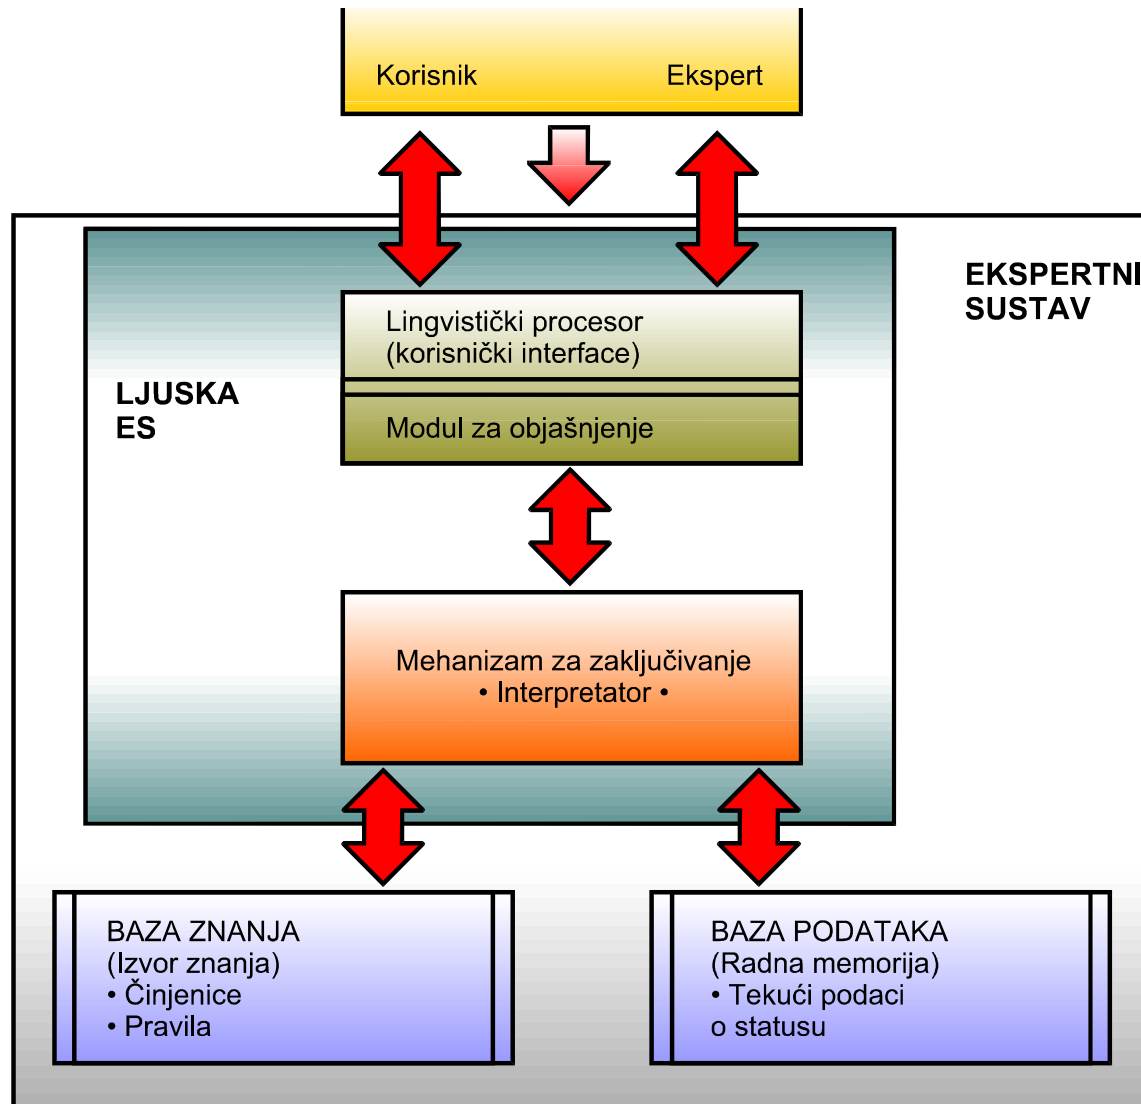 Korisnik
Ekspert
EKSPERTNI
SUSTAV
Lingvistički procesor
(korisnički interface)
LJUSKA
ES
Modul za objašnjenje
Mehanizam za zaključivanje
• Interpretator •
BAZA ZNANJA
(Izvor znanja)
• Činjenice
• Pravila
BAZA PODATAKA
(Radna memorija)
• Tekući podaci
o statusu